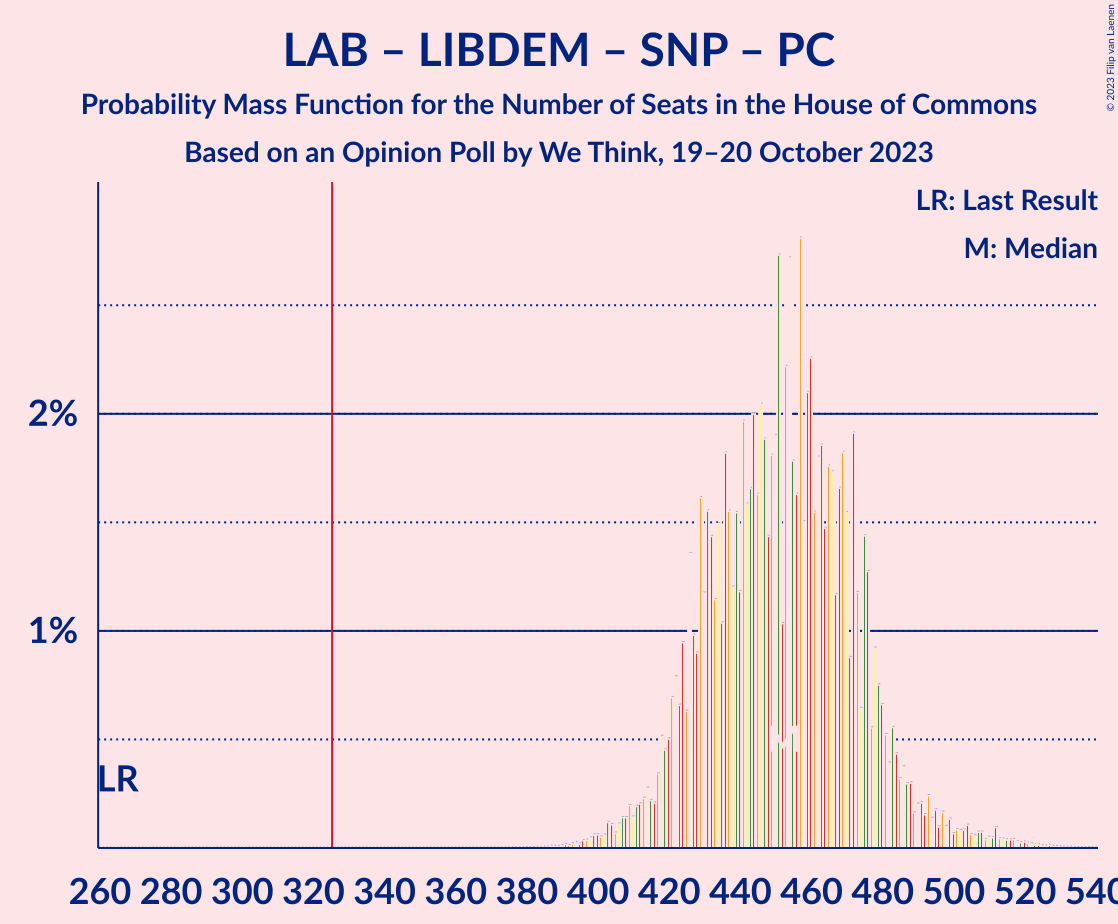 LAB – LIBDEM – SNP – PC
Probability Mass Function for the Number of Seats in the House of Commons
Based on an Opinion Poll by We Think, 19–20 October 2023
© 2023 Filip van Laenen
LR: Last Result
M: Median
2%
1%
LR
260 280 300 320 340 360 380 400 420 440 460 480 500 520 540